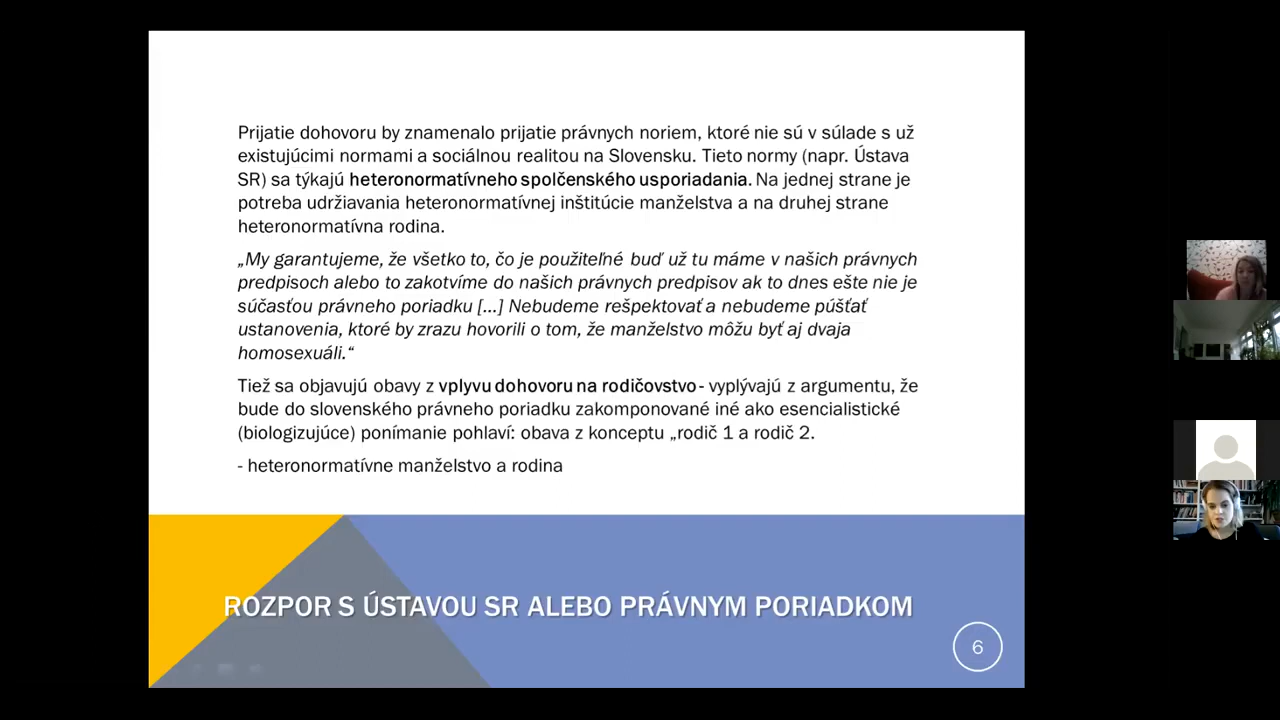 Prijatie dohovoru by znamenalo prijatie právnych noriem, ktoré nie sú v súlade s už
existujúcimi normami a sociálnou realitou na Slovensku. Tieto normy (napr. Ústava
SR) sa týkajú heteronormatívneho spolčenského usporiadania. Na jednej strane je
potreba udržiavania heteronormatívnej inštitúcie manželstva a na druhej strane
heteronormatívna rodina.
„My garantujeme, že všetko to, čo je použiteľné buď už tu máme v našich právnych
predpisoch alebo to zakotvíme do našich právnych predpisov ak to dnes ešte nie je
súčasťou právneho poriadku [...] Nebudeme rešpektovať a nebudeme púšťať
ustanovenia, ktoré by zrazu hovorili o tom, že manželstvo môžu byť aj dvaja
homosexuáli.“
Tiež sa objavujú obavy z vplyvu dohovoru na rodičovstvo - vyplývajú z argumentu, že
bude do slovenského právneho poriadku zakomponované iné ako esencialistické
(biologizujúce) ponímanie pohlaví: obava z konceptu „rodič 1 a rodič 2.
- heteronormatívne manželstvo a rodina
ROZPOR S ÚSTAVOU SR ALEBO PRÁVNYM PORIADKOM
6